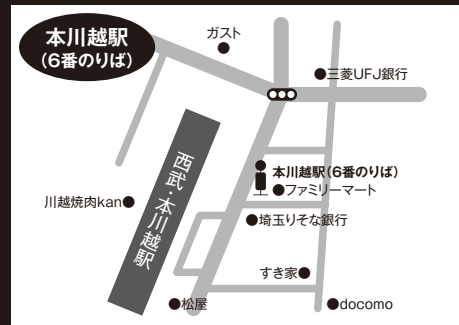 本川越駅
(6番のりば)
ガスト
●三菱UFJ銀行
本川越駅(6番のりば)
●ファミリーマート
西武・本川越駅
川越焼肉kan●
●埼玉りそな銀行
すき家●
●松屋
●docomo